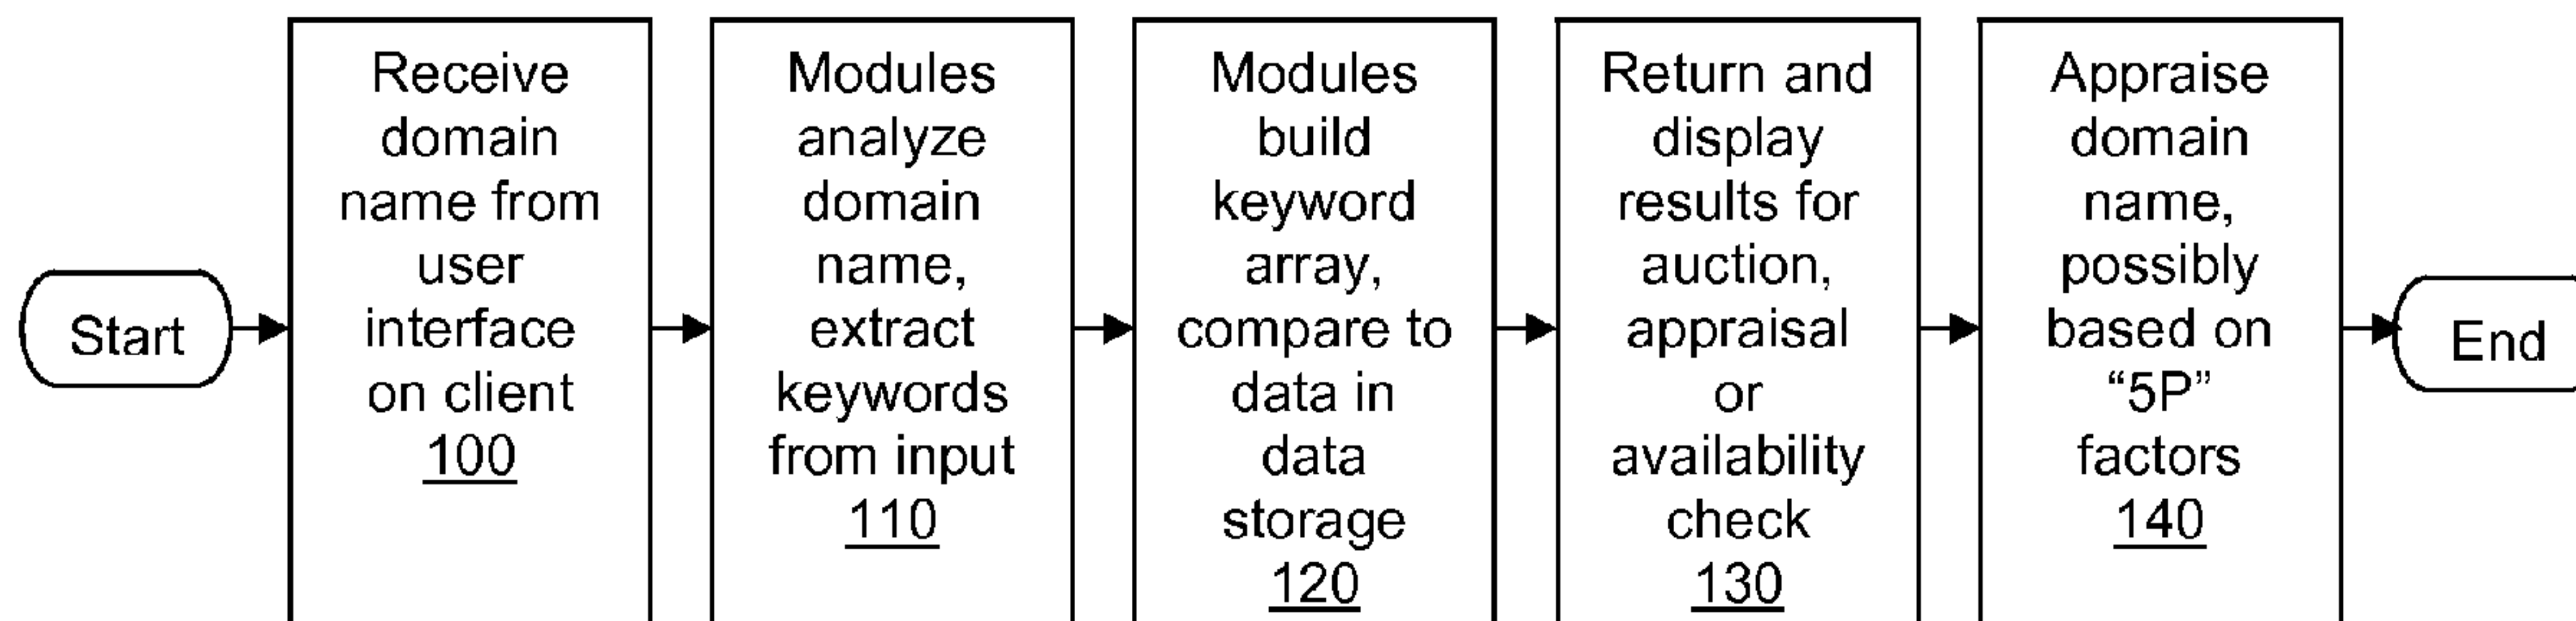 Start
Receive
domain
name from
user
interface
on client
100
Modules
analyze
domain
name,
extract
keywords
from input
110
Modules
build
keyword
array,
compare to
data in
data
storage
120
Return and
display
results for
auction,
appraisal
or
availability
check
130
Appraise
domain
name,
possibly
based on
“5P”
factors
140
End